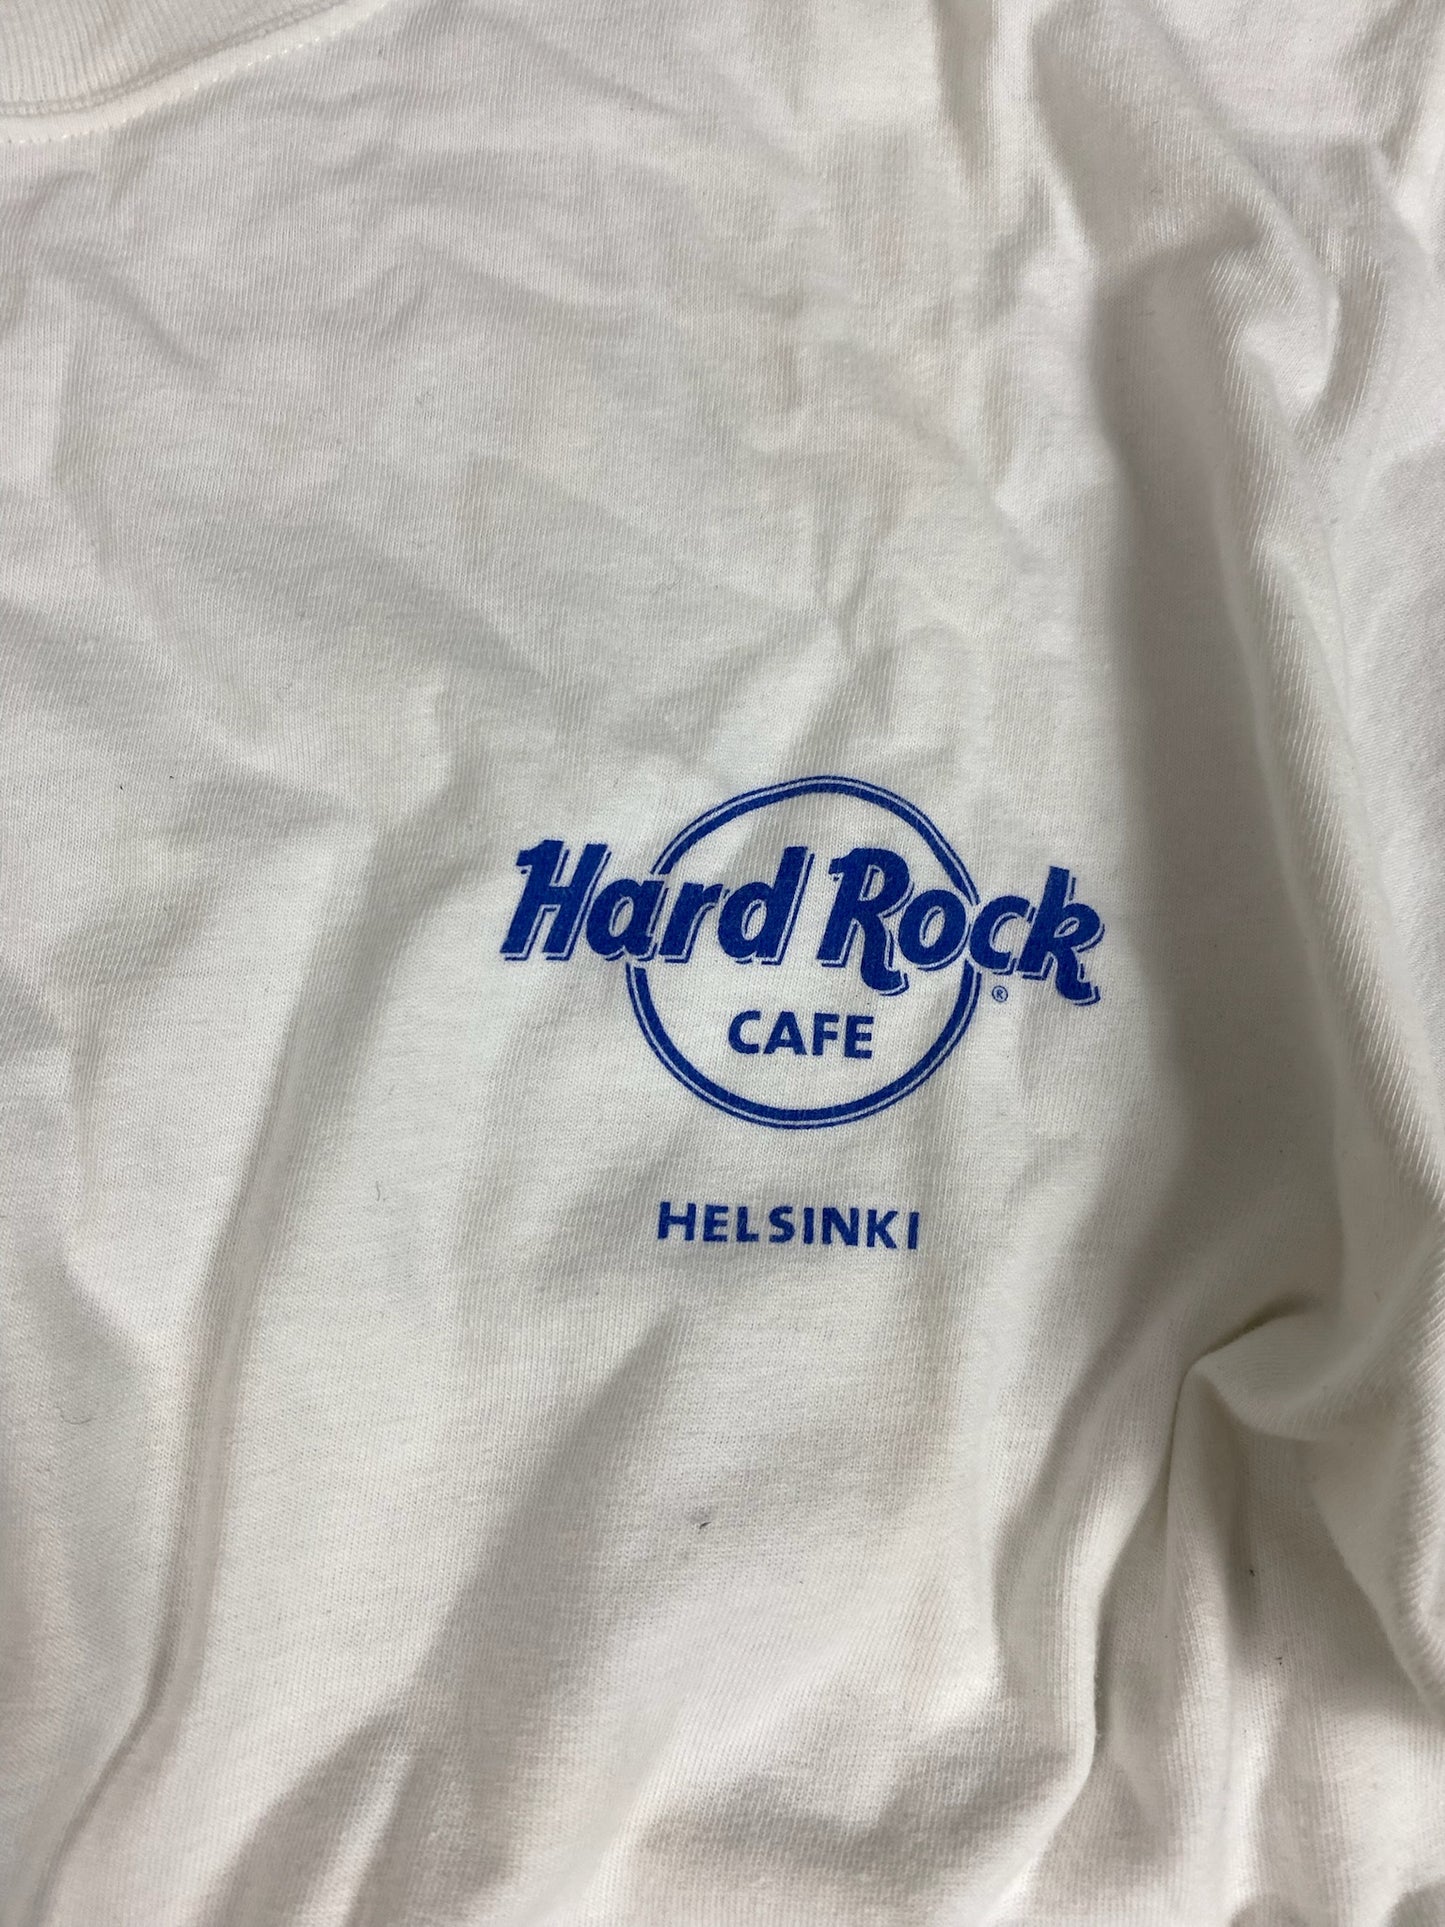 Hard Rock
®
CAFE
HELSINKI